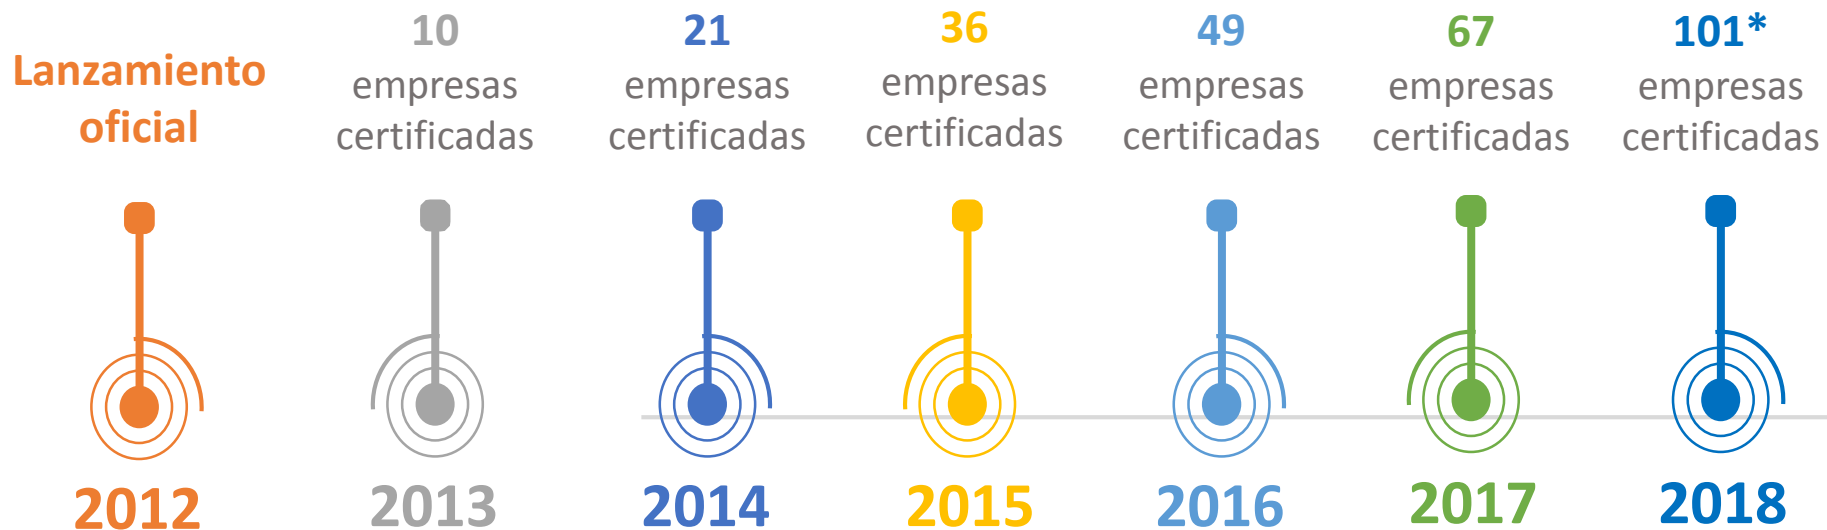 Lanzamiento
oficial
2012
10
empresas
certificadas
2013
21
empresas
certificadas
2014
36
empresas
certificadas
2015
49
empresas
certificadas
2016
67
empresas
certificadas
2017
101*
empresas
certificadas
2018